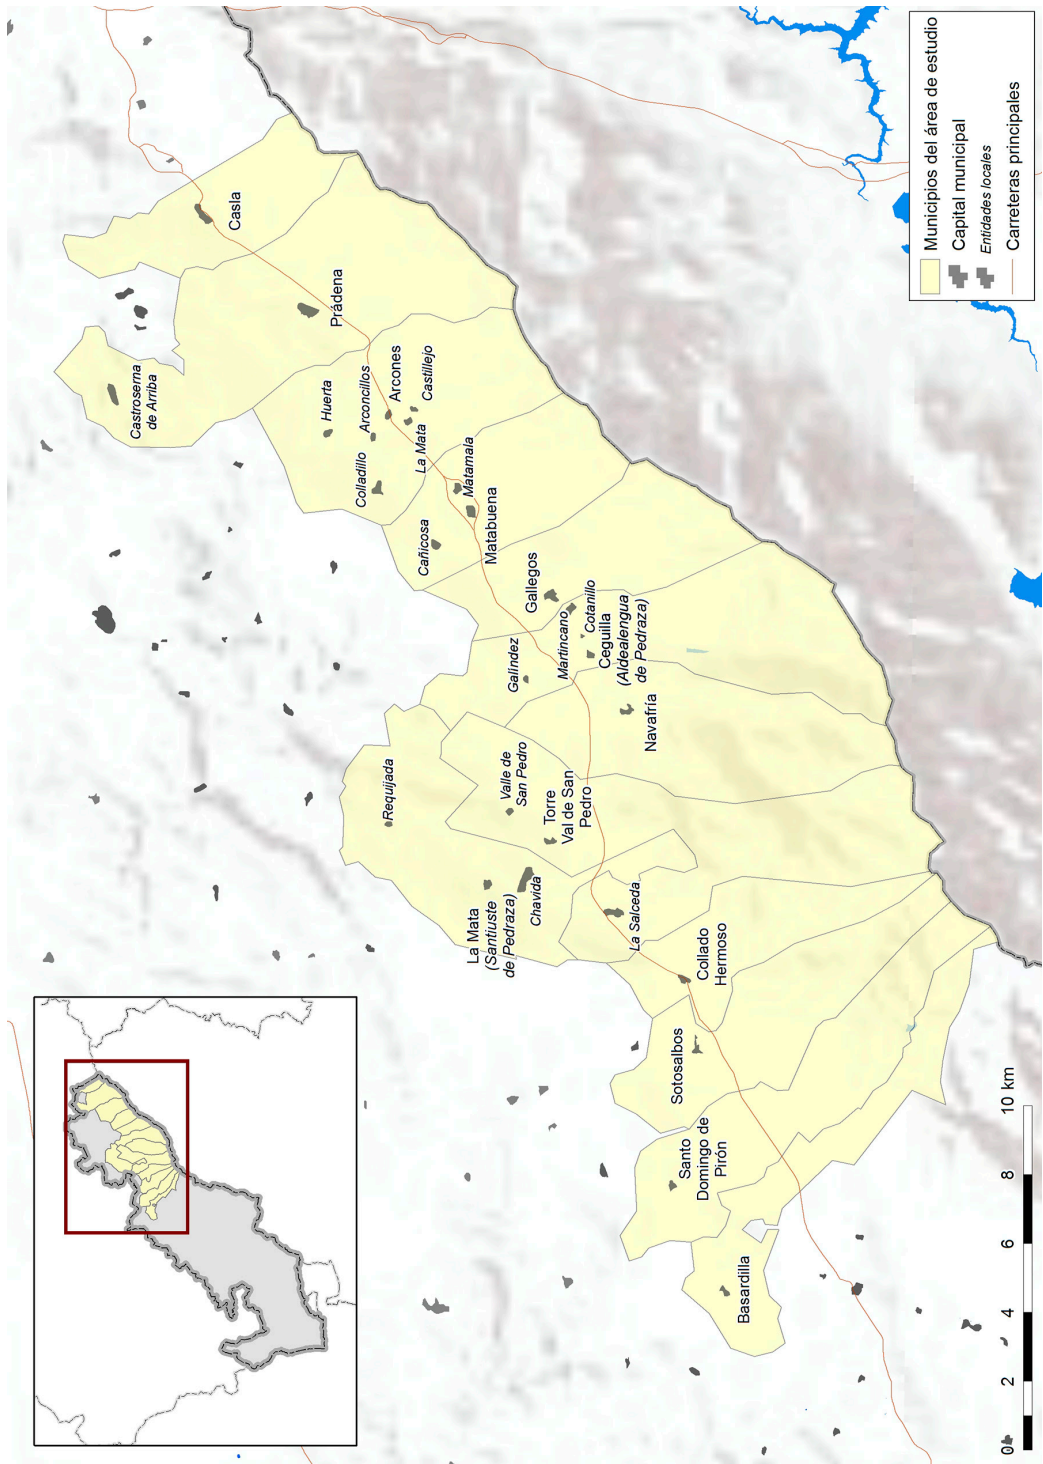 Casla
Prádena
Castroserna
de Arriba
Huerta
Arconcillos
Arcones
Castillejo
La Mata
Colladillo
Matamala
Matabuena
Cañicosa
Gallegos
Cotanillo
Martincano
Ceguilla
(Aldealengua
de Pedraza)
Galíndez
Navafría
Requijada
Valle de
San Pedro
Torre
Val de San
Pedro
Chavida
La Mata
(Santiuste
de Pedraza)
La Salceda
Collado
Hermoso
Sotosalbos
Santo
Domingo de
Pirón
Basardilla
Municipios del área de estudio
Capital municipal
Entidades locales
Carreteras principales
0 2 4 6 8 10 km